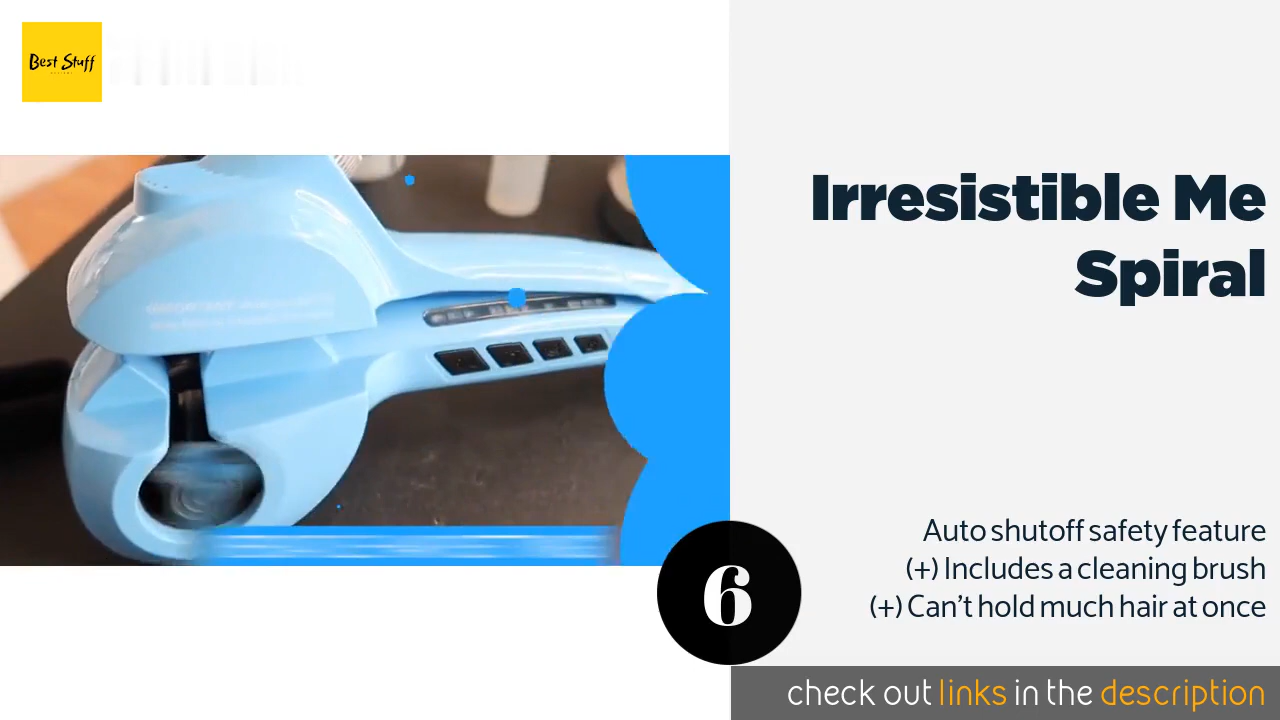 Best Stuff
Irresistible Me
Spiral
Auto shutoff safety feature
(+) Includes a cleaning brush
(+) Can't hold much hair at once
6
check out links in the description